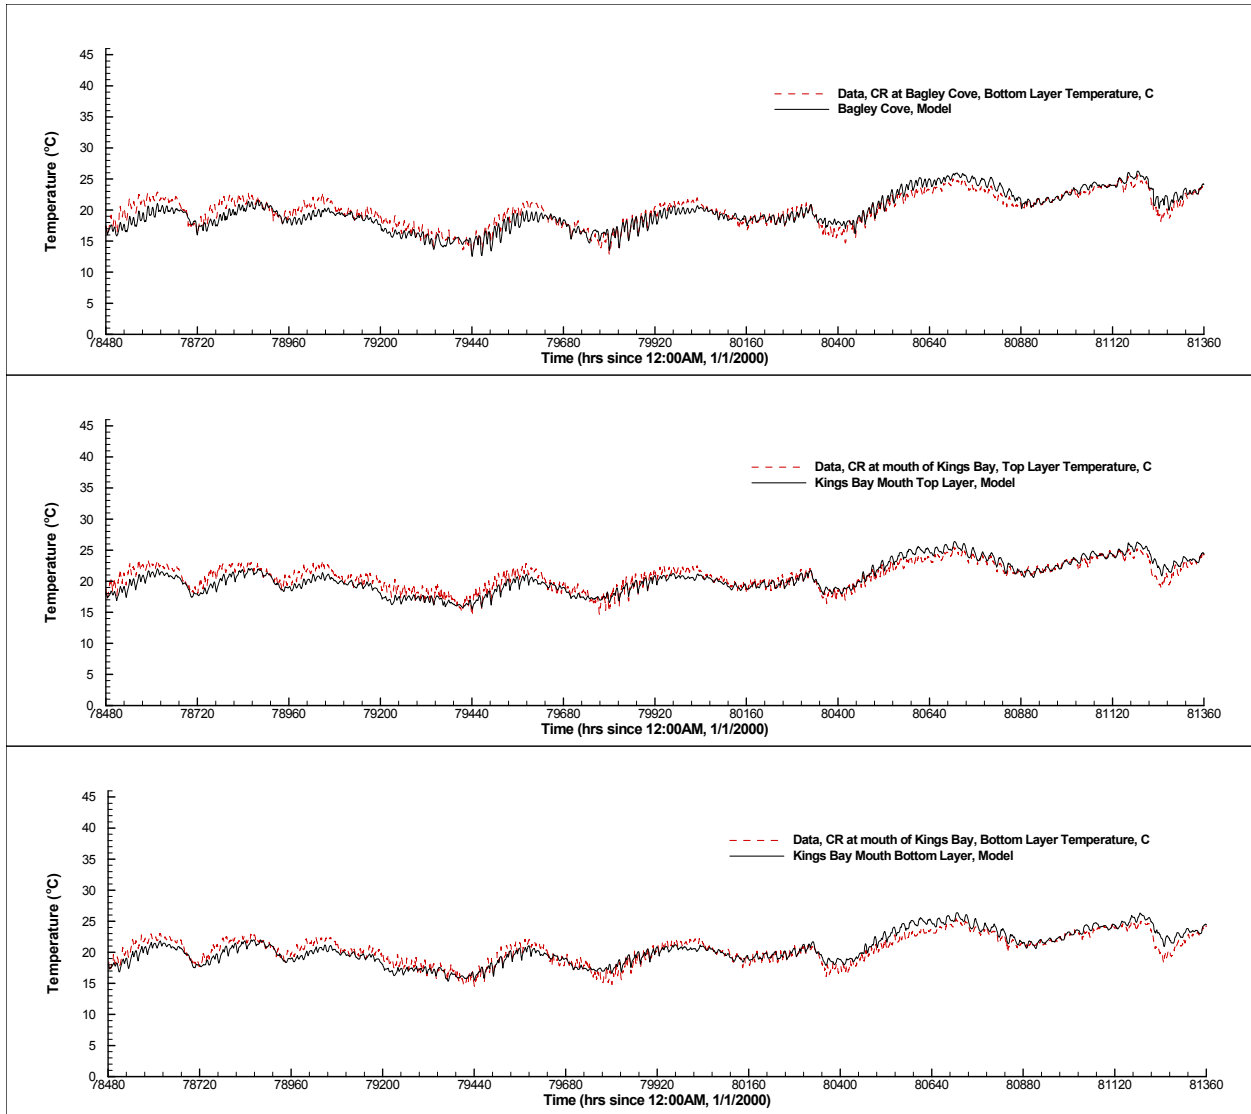 45
40
35
30
25
20
15
10
5
0
Temperature (°C)
Data, CR at Bagley Cove, Bottom Layer Temperature, C
Bagley Cove, Model
78480 78720 78960 79200 79440 79680 79920 80160 80400 80640 80880 81120 81360
Time (hrs since 12:00AM, 1/1/2000)
45
40
35
30
25
20
15
10
5
0
Temperature (°C)
Data, CR at mouth of Kings Bay, Top Layer Temperature, C
Kings Bay Mouth Top Layer, Model
78480 78720 78960 79200 79440 79680 79920 80160 80400 80640 80880 81120 81360
Time (hrs since 12:00AM, 1/1/2000)
45
40
35
30
25
20
15
10
5
0
Temperature (°C)
Data, CR at mouth of Kings Bay, Bottom Layer Temperature, C
Kings Bay Mouth Bottom Layer, Model
78480 78720 78960 79200 79440 79680 79920 80160 80400 80640 80880 81120 81360
Time (hrs since 12:00AM, 1/1/2000)